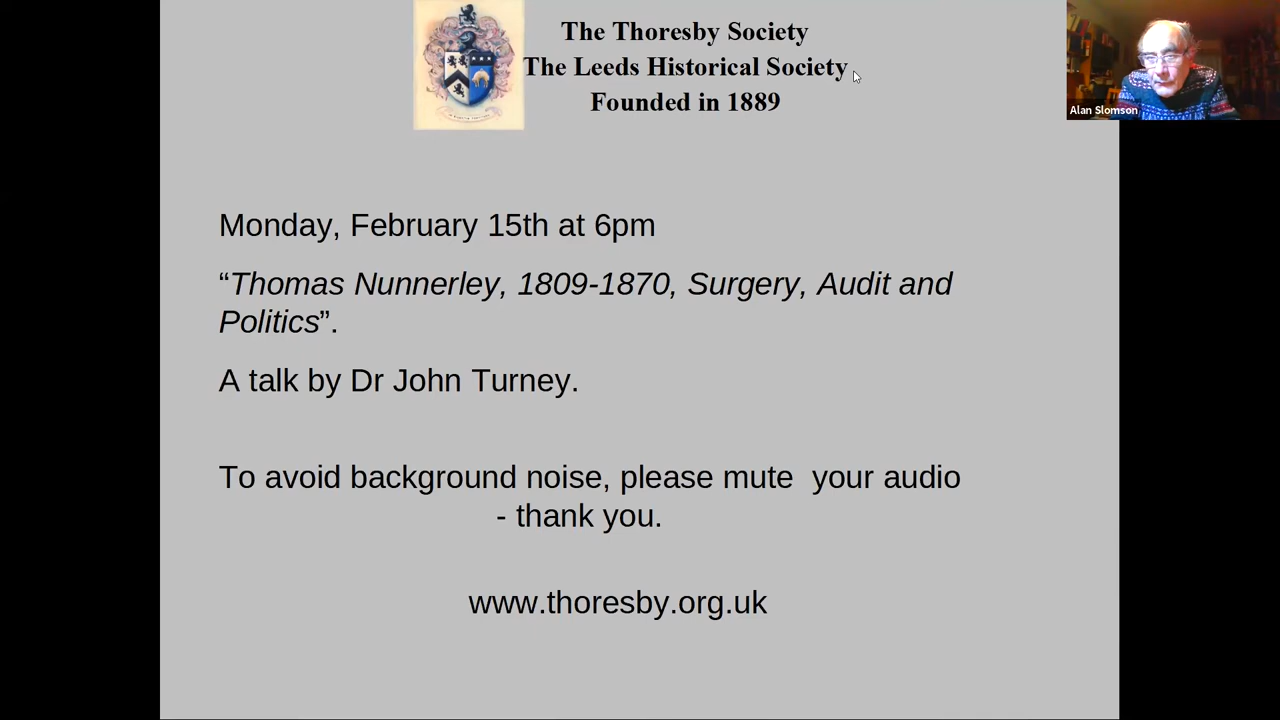 The Thoresby Society
The Leeds Historical Society
Founded in 1889
Alan Slomson
Monday, February 15th at 6pm
“Thomas Nunnerley, 1809-1870, Surgery, Audit and
Politics”.
A talk by Dr John Turney.
To avoid background noise, please mute  your audio
- thank you.
www.thoresby.org.uk